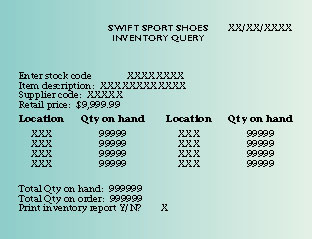 SWIFT SPORT SHOES XX/XX/XXXX
INVENTORY QUERY
Enter stock code XXXXXXXX
Item description: XXXXXXXXXXXX
Supplier code: XXXXX
Retail price: $9,999.99
Location Qty on hand Location Qty on hand
XXX 99999 XXX 99999
XXX 99999 XXX 99999
XXX 99999 XXX 99999
XXX 99999 XXX 99999
Total Qty on hand: 999999
Total Qty on order: 999999
Print inventory report Y/N? X